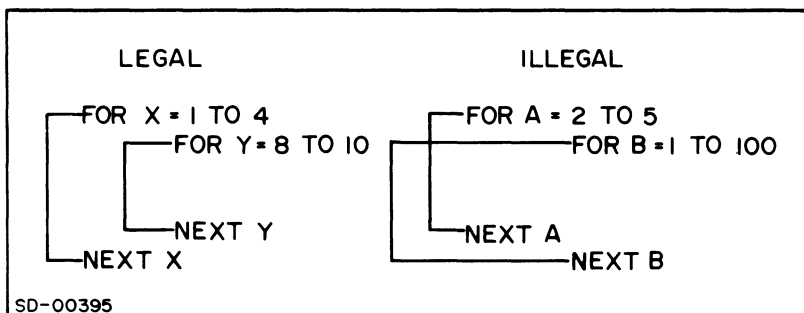 LEGAL
FOR X = 1 TO 4
FOR Y = 8 TO 10
NEXT Y
NEXT X
ILLEGAL
FOR A = 2 TO 5
FOR B = 1 TO 100
NEXT A
NEXT B
SD-00395